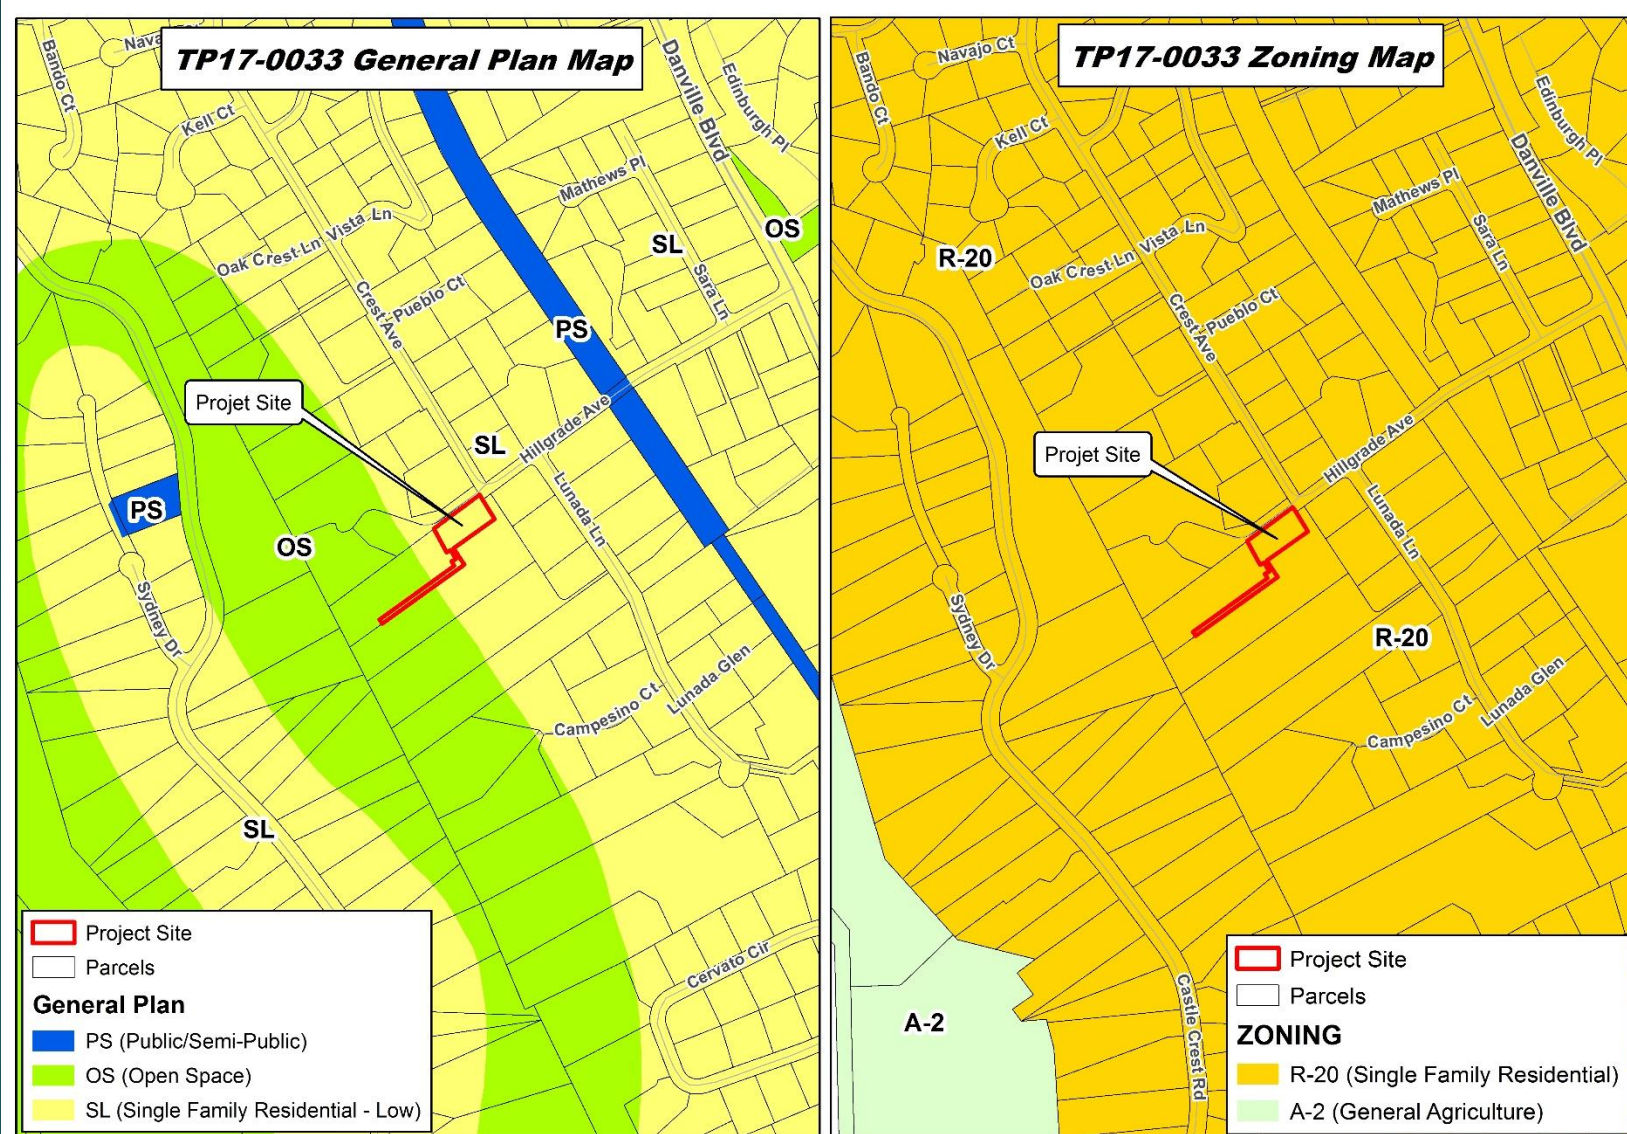 TP17-0033 General Plan Map
Bando Ct
Nava
Kell Ct
Danville Blvd
Edinburgh Pl
Mathews Pl
Oak Crest Ln
Vista Ln
SL
OS
Sara Ln
Crest Ave
Pueblo Ct
PS
Projet Site
SL
Hillgrade Ave
PS
OS
Lunada Ln
Sydney Dr
Campesino Ct
Lunada Glen
SL
Cervato Cir
Project Site
Parcels
General Plan
PS (Public/Semi-Public)
OS (Open Space)
SL (Single Family Residential - Low)
TP17-0033 Zoning Map
Navajo Ct
Bando Ct
Kell Ct
Edinburgh Pl
Danville Blvd
Mathews Pl
R-20
Oak Crest Ln
Vista Ln
Sara Ln
Crest Ave
Pueblo Ct
Projet Site
Hillgrade Ave
Lunada Ln
Sydney Dr
R-20
Campesino Ct
Lunada Glen
A-2
Castle Crest Rd
Project Site
Parcels
ZONING
R-20 (Single Family Residential)
A-2 (General Agriculture)